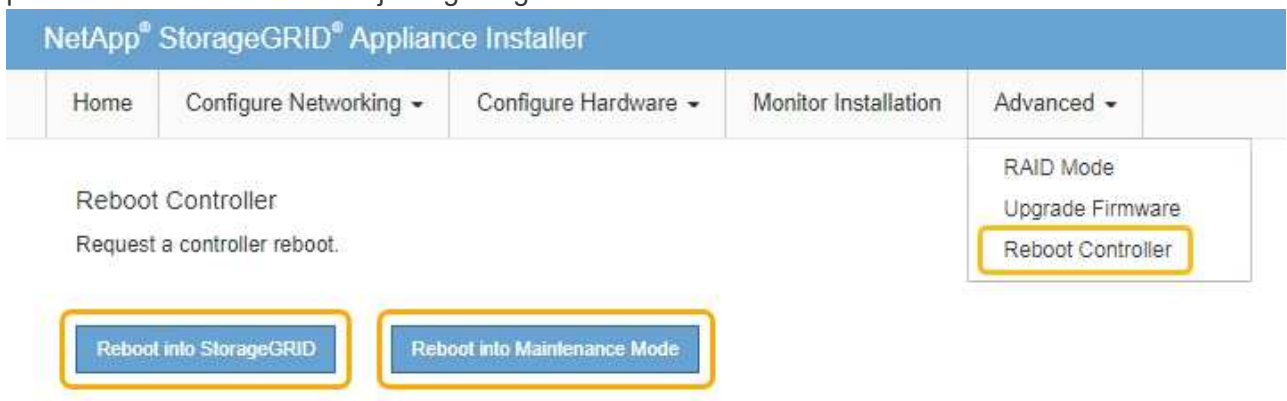 NetApp® StorageGRID® Appliance Installer
Home Configure Networking Configure Hardware Monitor Installation Advanced
RAID Mode
Upgrade Firmware
Reboot Controller
Reboot Controller
Request a controller reboot.
Reboot into StorageGRID Reboot into Maintenance Mode